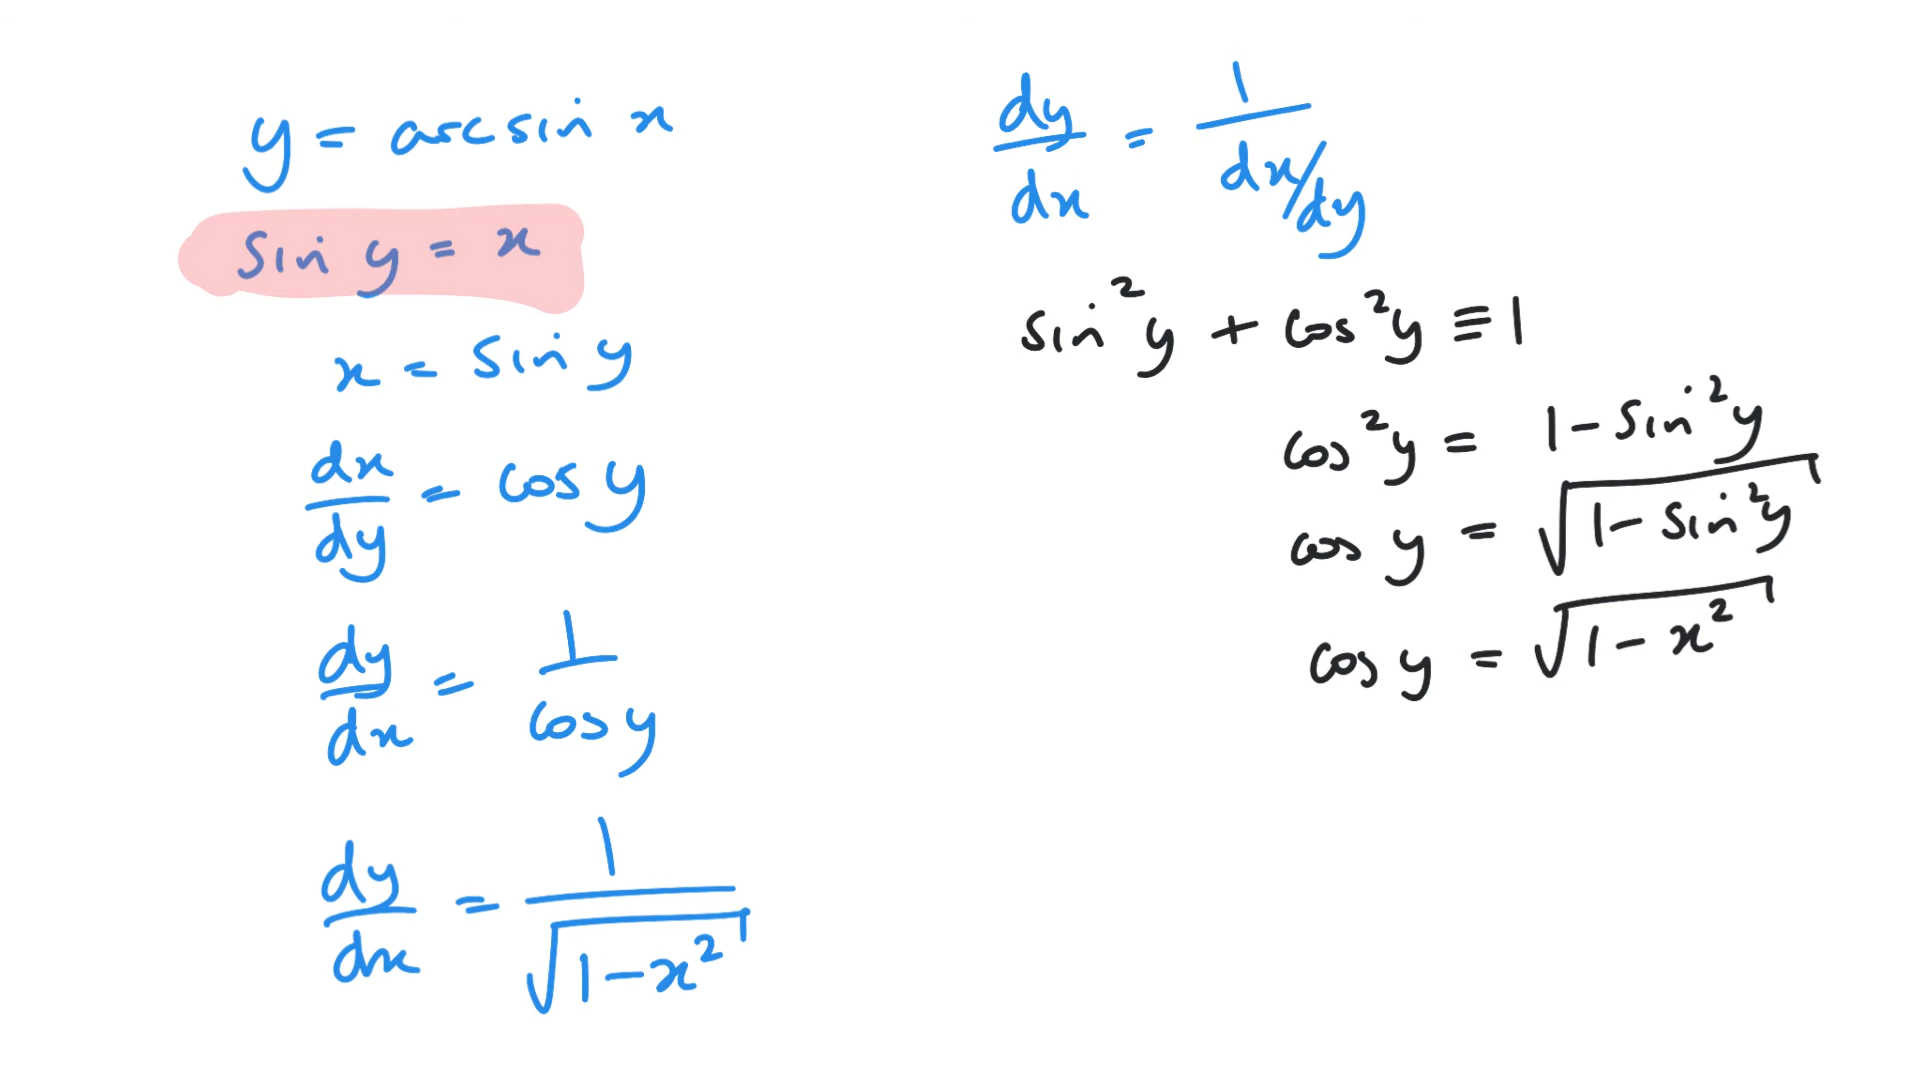 y = arcsin x
sin y = x
x = sin y
dx/dy = cos y
dy/dx = 1/cos y
dy/dx = 1/√(1-x²)
dy/dx = 1/(dx/dy)
sin²y + cos²y ≡ 1
cos²y = 1-sin²y
cos y = √(1-sin²y)
cos y = √(1-x²)